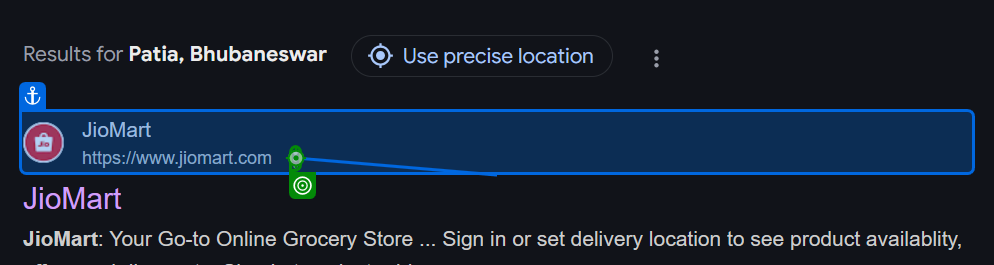 Results for Patia, Bhubaneswar Use precise location
JioMart
Jio
https://www.jiomart.com
JioMart
JioMart: Your Go-to Online Grocery Store ... Sign in or set delivery location to see product availablity,